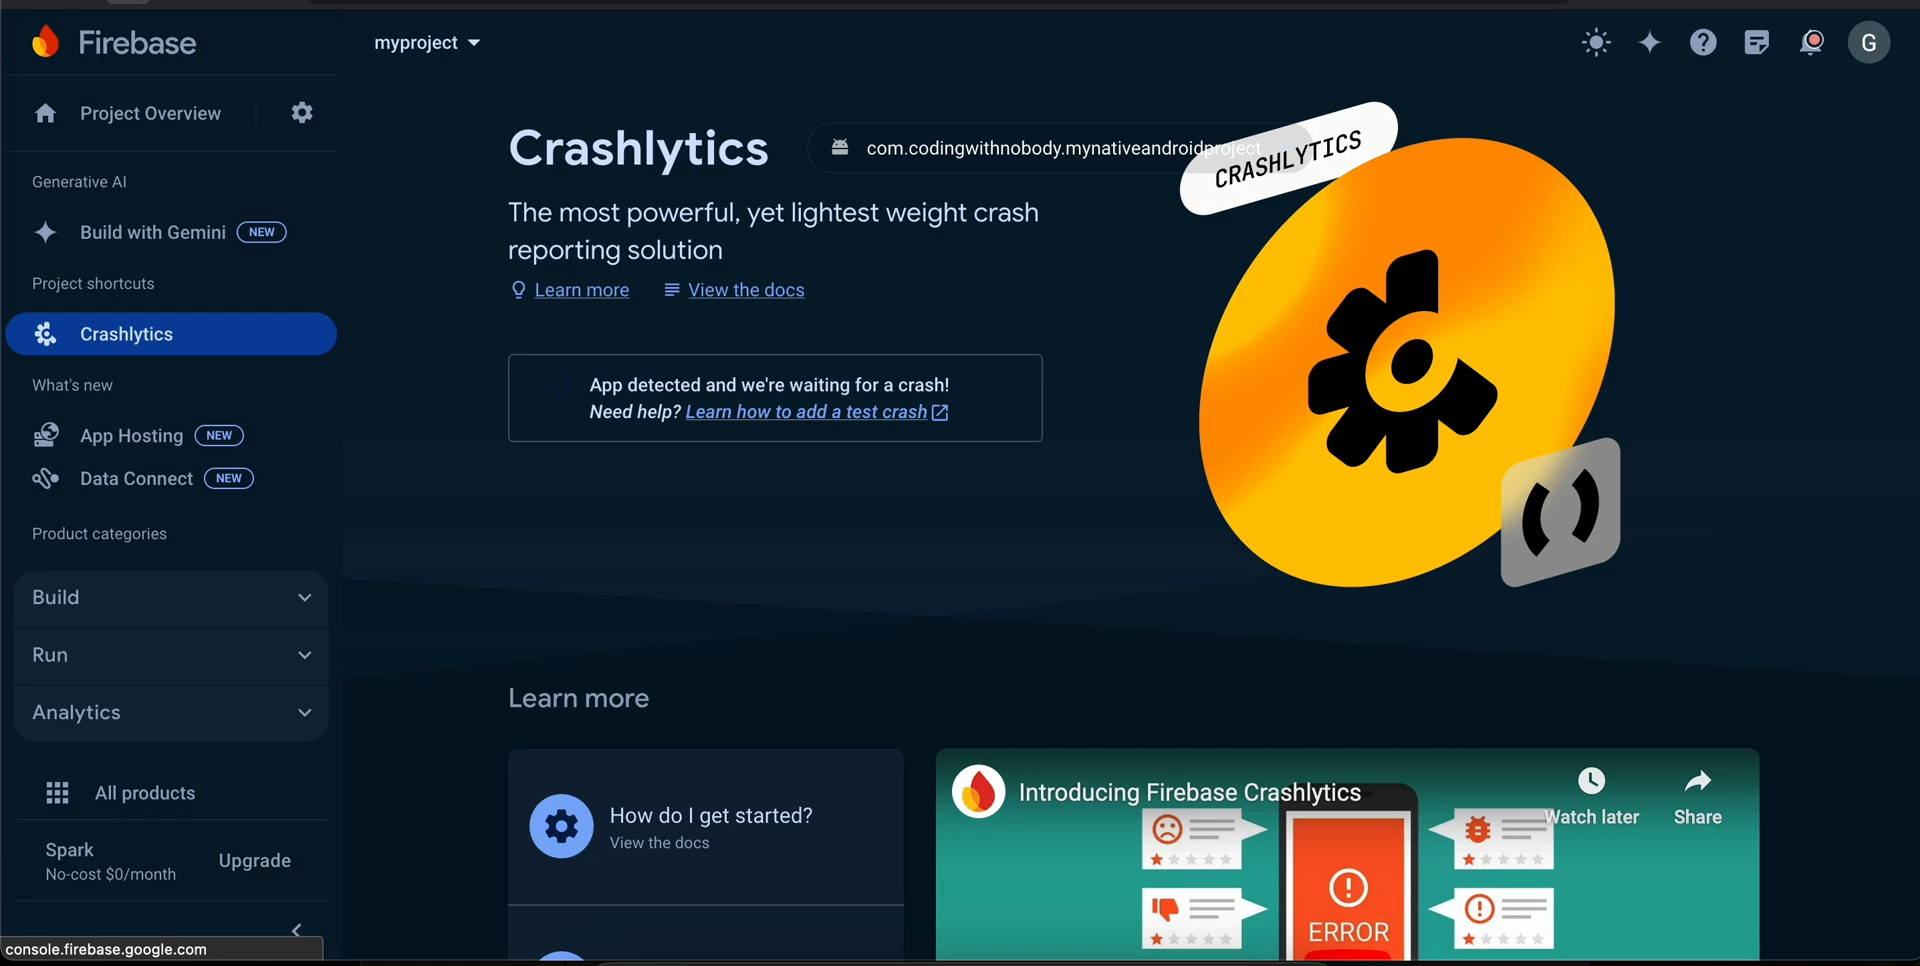 Firebase
myproject
G
Project Overview
Generative AI
Build with Gemini NEW
Project shortcuts
Crashlytics
What's new
App Hosting NEW
Data Connect NEW
Product categories
Build
Run
Analytics
All products
Spark
No-cost $0/month
Upgrade
console.firebase.google.com
Crashlytics
com.codingwithnobody.mynativeandroidproject
CRASHLYTICS
The most powerful, yet lightest weight crash
reporting solution
Learn more
View the docs
App detected and we're waiting for a crash!
Need help? Learn how to add a test crash
Learn more
How do I get started?
View the docs
Introducing Firebase Crashlytics
Watch later
Share
ERROR